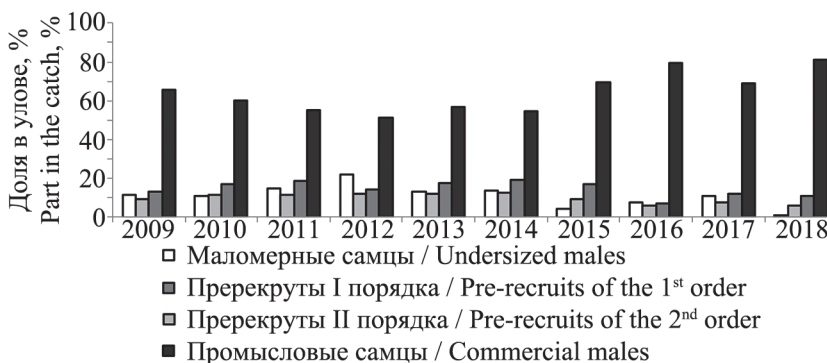 Доля в улове, %
Part in the catch, %
100
80
60
40
20
0
2009 2010 2011 2012 2013 2014 2015 2016 2017 2018
Маломерные самцы / Undersized males
Пререкруты I порядка / Pre-recruits of the 1st order
Пререкруты II порядка / Pre-recruits of the 2nd order
Промысловые самцы / Commercial males